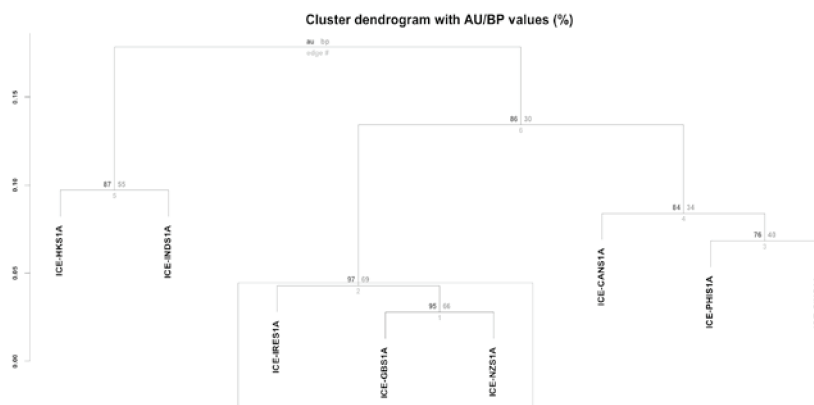 Cluster dendrogram with AU/BP values (%)
au bp
edge #
0.15
0.10
0.05
0.00
86 30
6
87 55
84 34
4
76 48
3
97 69
2
95 66
1
ICE-HKS1A
ICE-INDS1A
ICE-IRES1A
ICE-GBS1A
ICE-NZS1A
ICE-CANS1A
ICE-PHIS1A